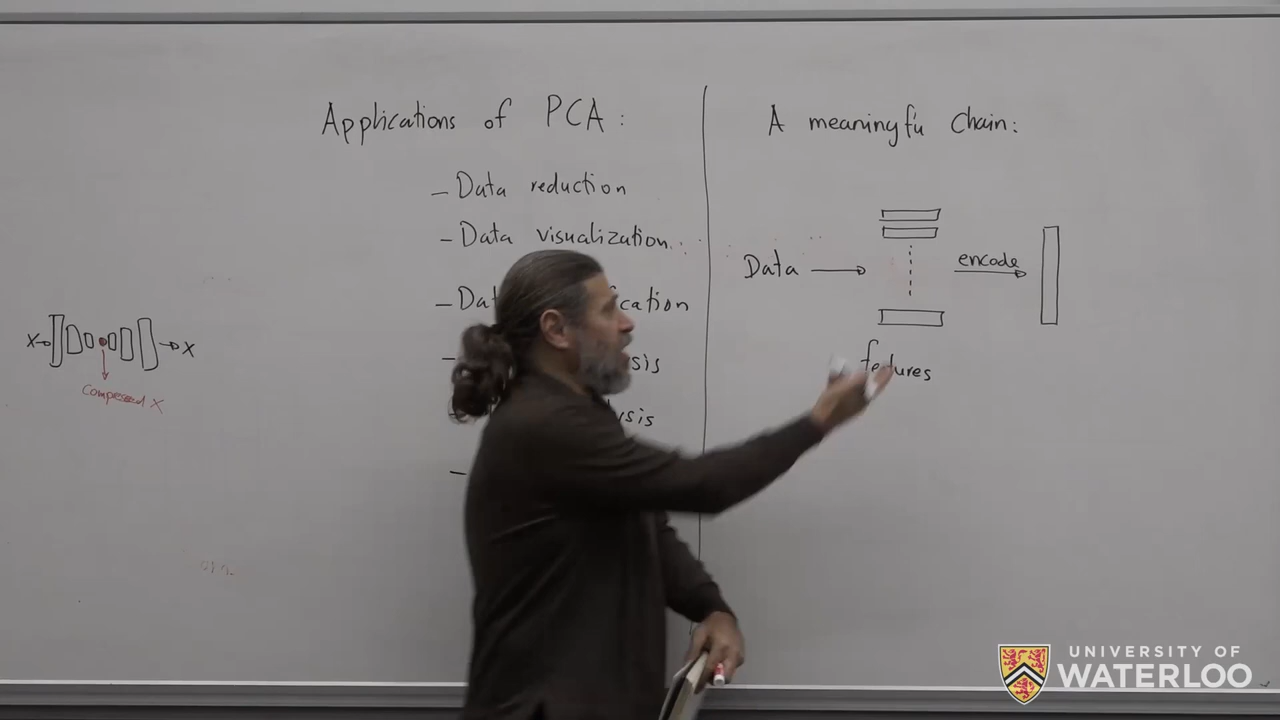 Applications of PCA:
- Data reduction
- Data visualization
- Dat
cation
sis
ysis
-
A meaningfu Chain:
Data
encode
features
X
X
Compressed X
UNIVERSITY OF
WATERLOO